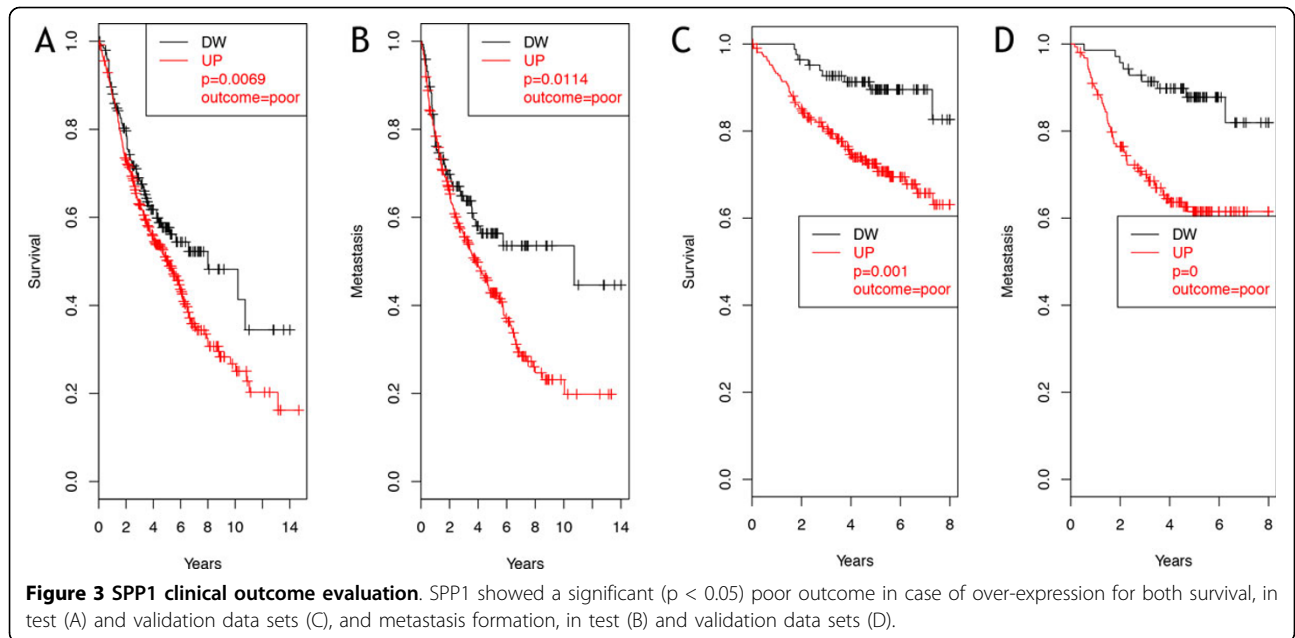 A
DW
UP
p=0.0069
outcome=poor
Survival
1.0
0.8
0.6
0.4
0.2
0.0
0 2 4 6 8 10 14
Years
B
DW
UP
p=0.0114
outcome=poor
Metastasis
1.0
0.8
0.6
0.4
0.2
0.0
0 2 4 6 8 10 14
Years
C
DW
UP
p=0.001
outcome=poor
Survival
1.0
0.8
0.6
0.4
0.2
0.0
0 2 4 6 8
Years
D
DW
UP
p=0
outcome=poor
Metastasis
1.0
0.8
0.6
0.4
0.2
0.0
0 2 4 6 8
Years
Figure 3 SPP1 clinical outcome evaluation. SPP1 showed a significant (p < 0.05) poor outcome in case of over-expression for both survival, in
test (A) and validation data sets (C), and metastasis formation, in test (B) and validation data sets (D).